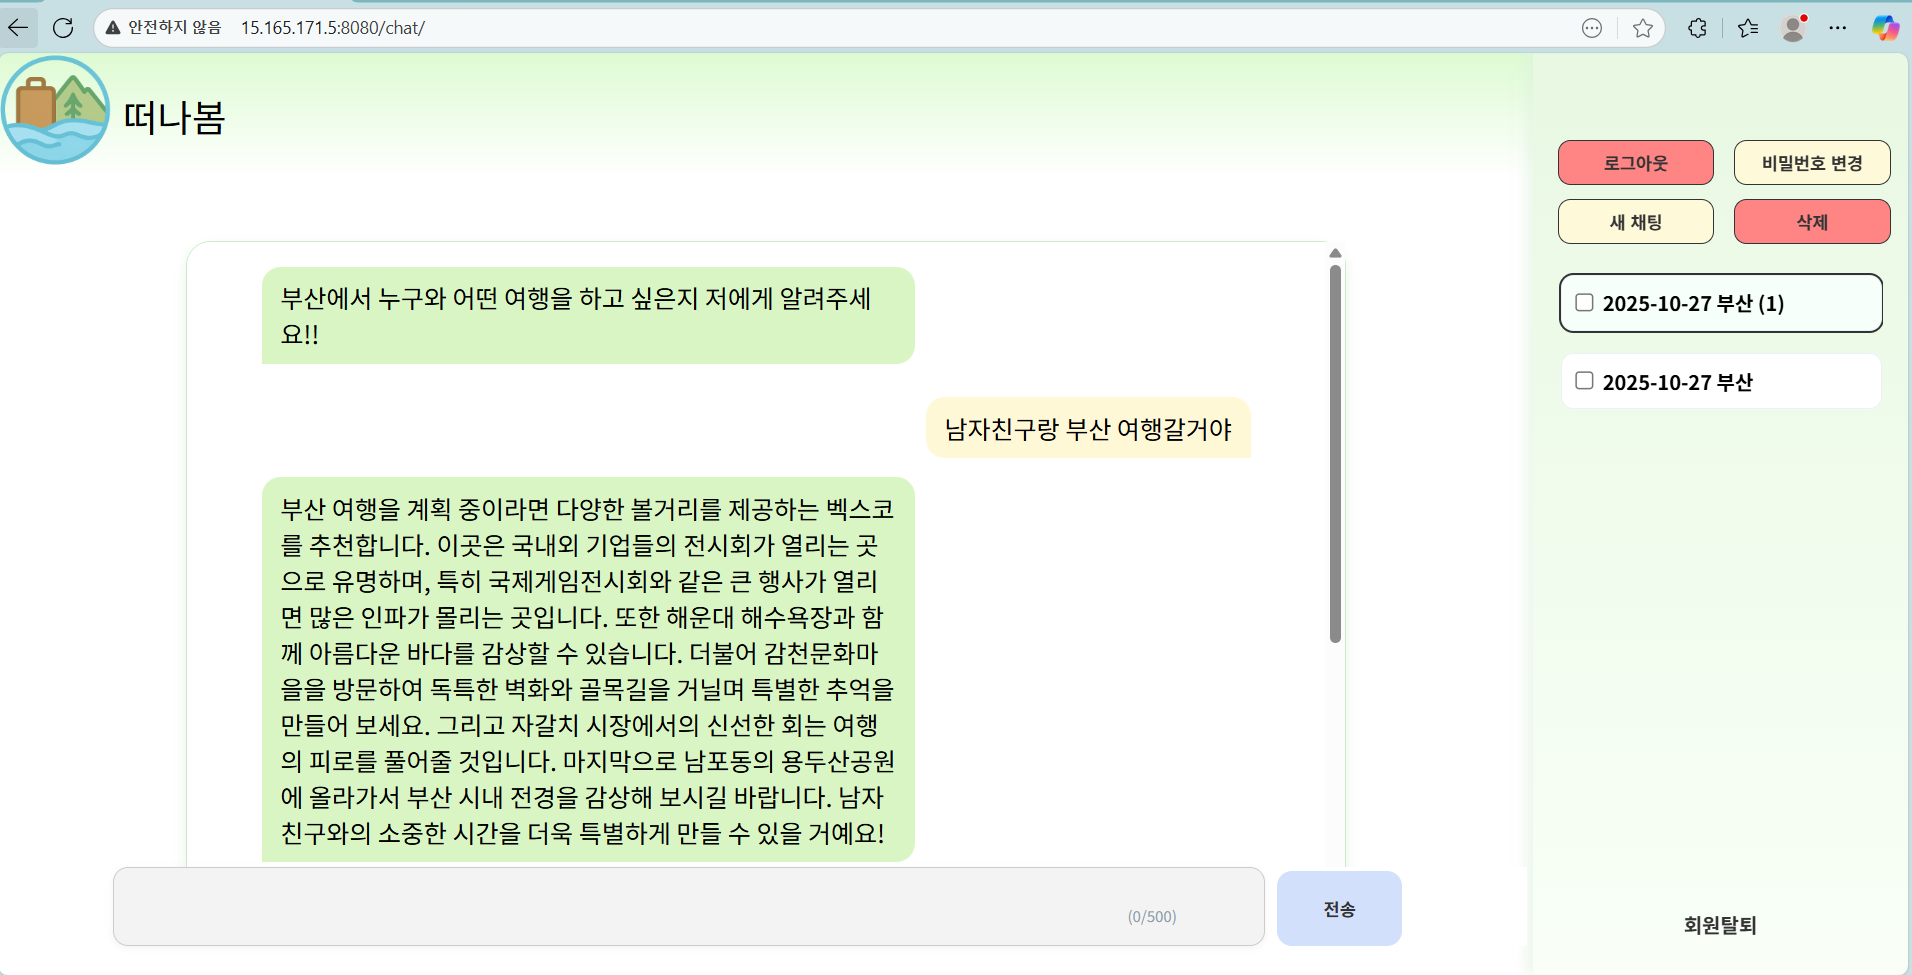 안전하지 않음 15.165.171.5:8080/chat/
떠나봄
로그아웃 비밀번호 변경
새 채팅 삭제
2025-10-27 부산 (1)
2025-10-27 부산
부산에서 누구와 어떤 여행을 하고 싶은지 저에게 알려주세
요!!
남자친구랑 부산 여행갈거야
부산 여행을 계획 중이라면 다양한 볼거리를 제공하는 벡스코
를 추천합니다. 이곳은 국내외 기업들의 전시회가 열리는 곳
으로 유명하며, 특히 국제게임전시회와 같은 큰 행사가 열리
면 많은 인파가 몰리는 곳입니다. 또한 해운대 해수욕장과 함
께 아름다운 바다를 감상할 수 있습니다. 더불어 감천문화마
을을 방문하여 독특한 벽화와 골목길을 거닐며 특별한 추억을
만들어 보세요. 그리고 자갈치 시장에서의 신선한 회는 여행
의 피로를 풀어줄 것입니다. 마지막으로 남포동의 용두산공원
에 올라가서 부산 시내 전경을 감상해 보시길 바랍니다. 남자
친구와의 소중한 시간을 더욱 특별하게 만들 수 있을 거예요!
(0/500)
전송
회원탈퇴